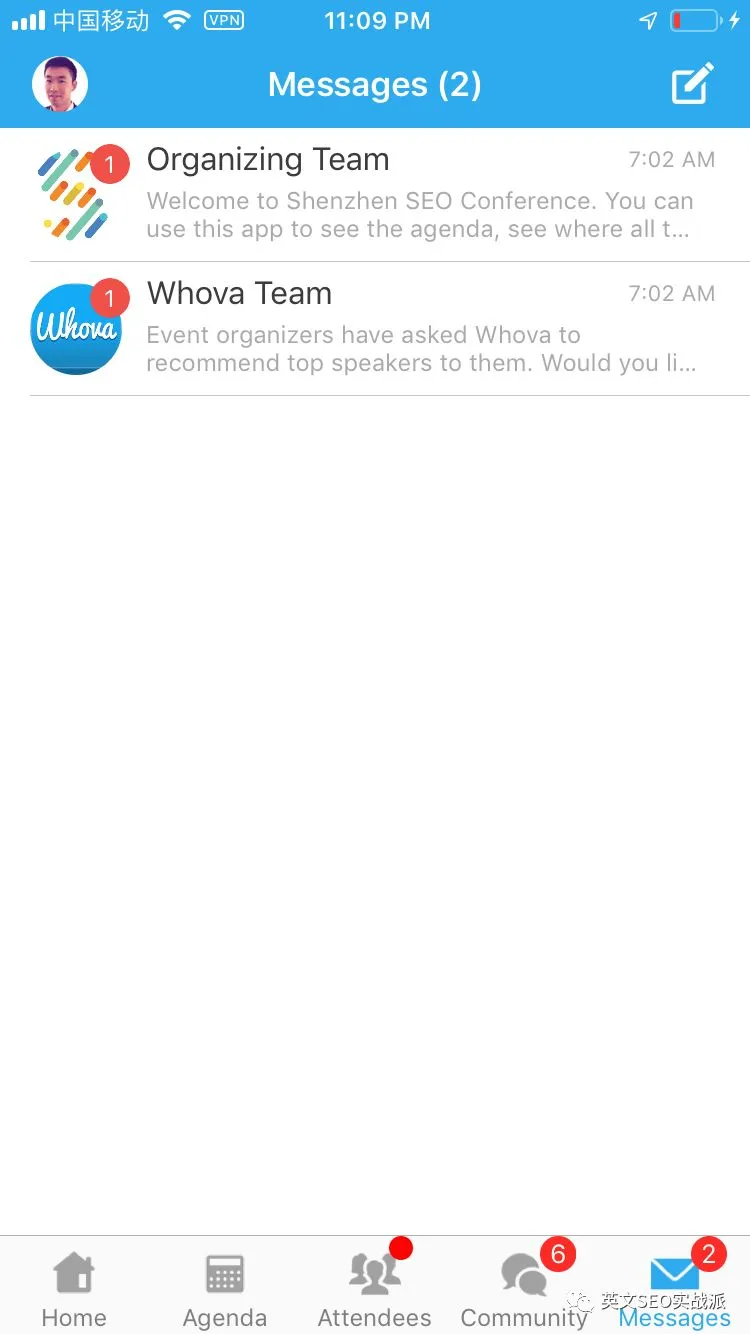 中国移动 VPN 11:09 PM
Messages (2)
1 Organizing Team 7:02 AM
Welcome to Shenzhen SEO Conference. You can
use this app to see the agenda, see where all t...
1 Whova Team 7:02 AM
Whova
Event organizers have asked Whova to
recommend top speakers to them. Would you li...
6 2
英文SEO实战派
Home Agenda Attendees Community Messages